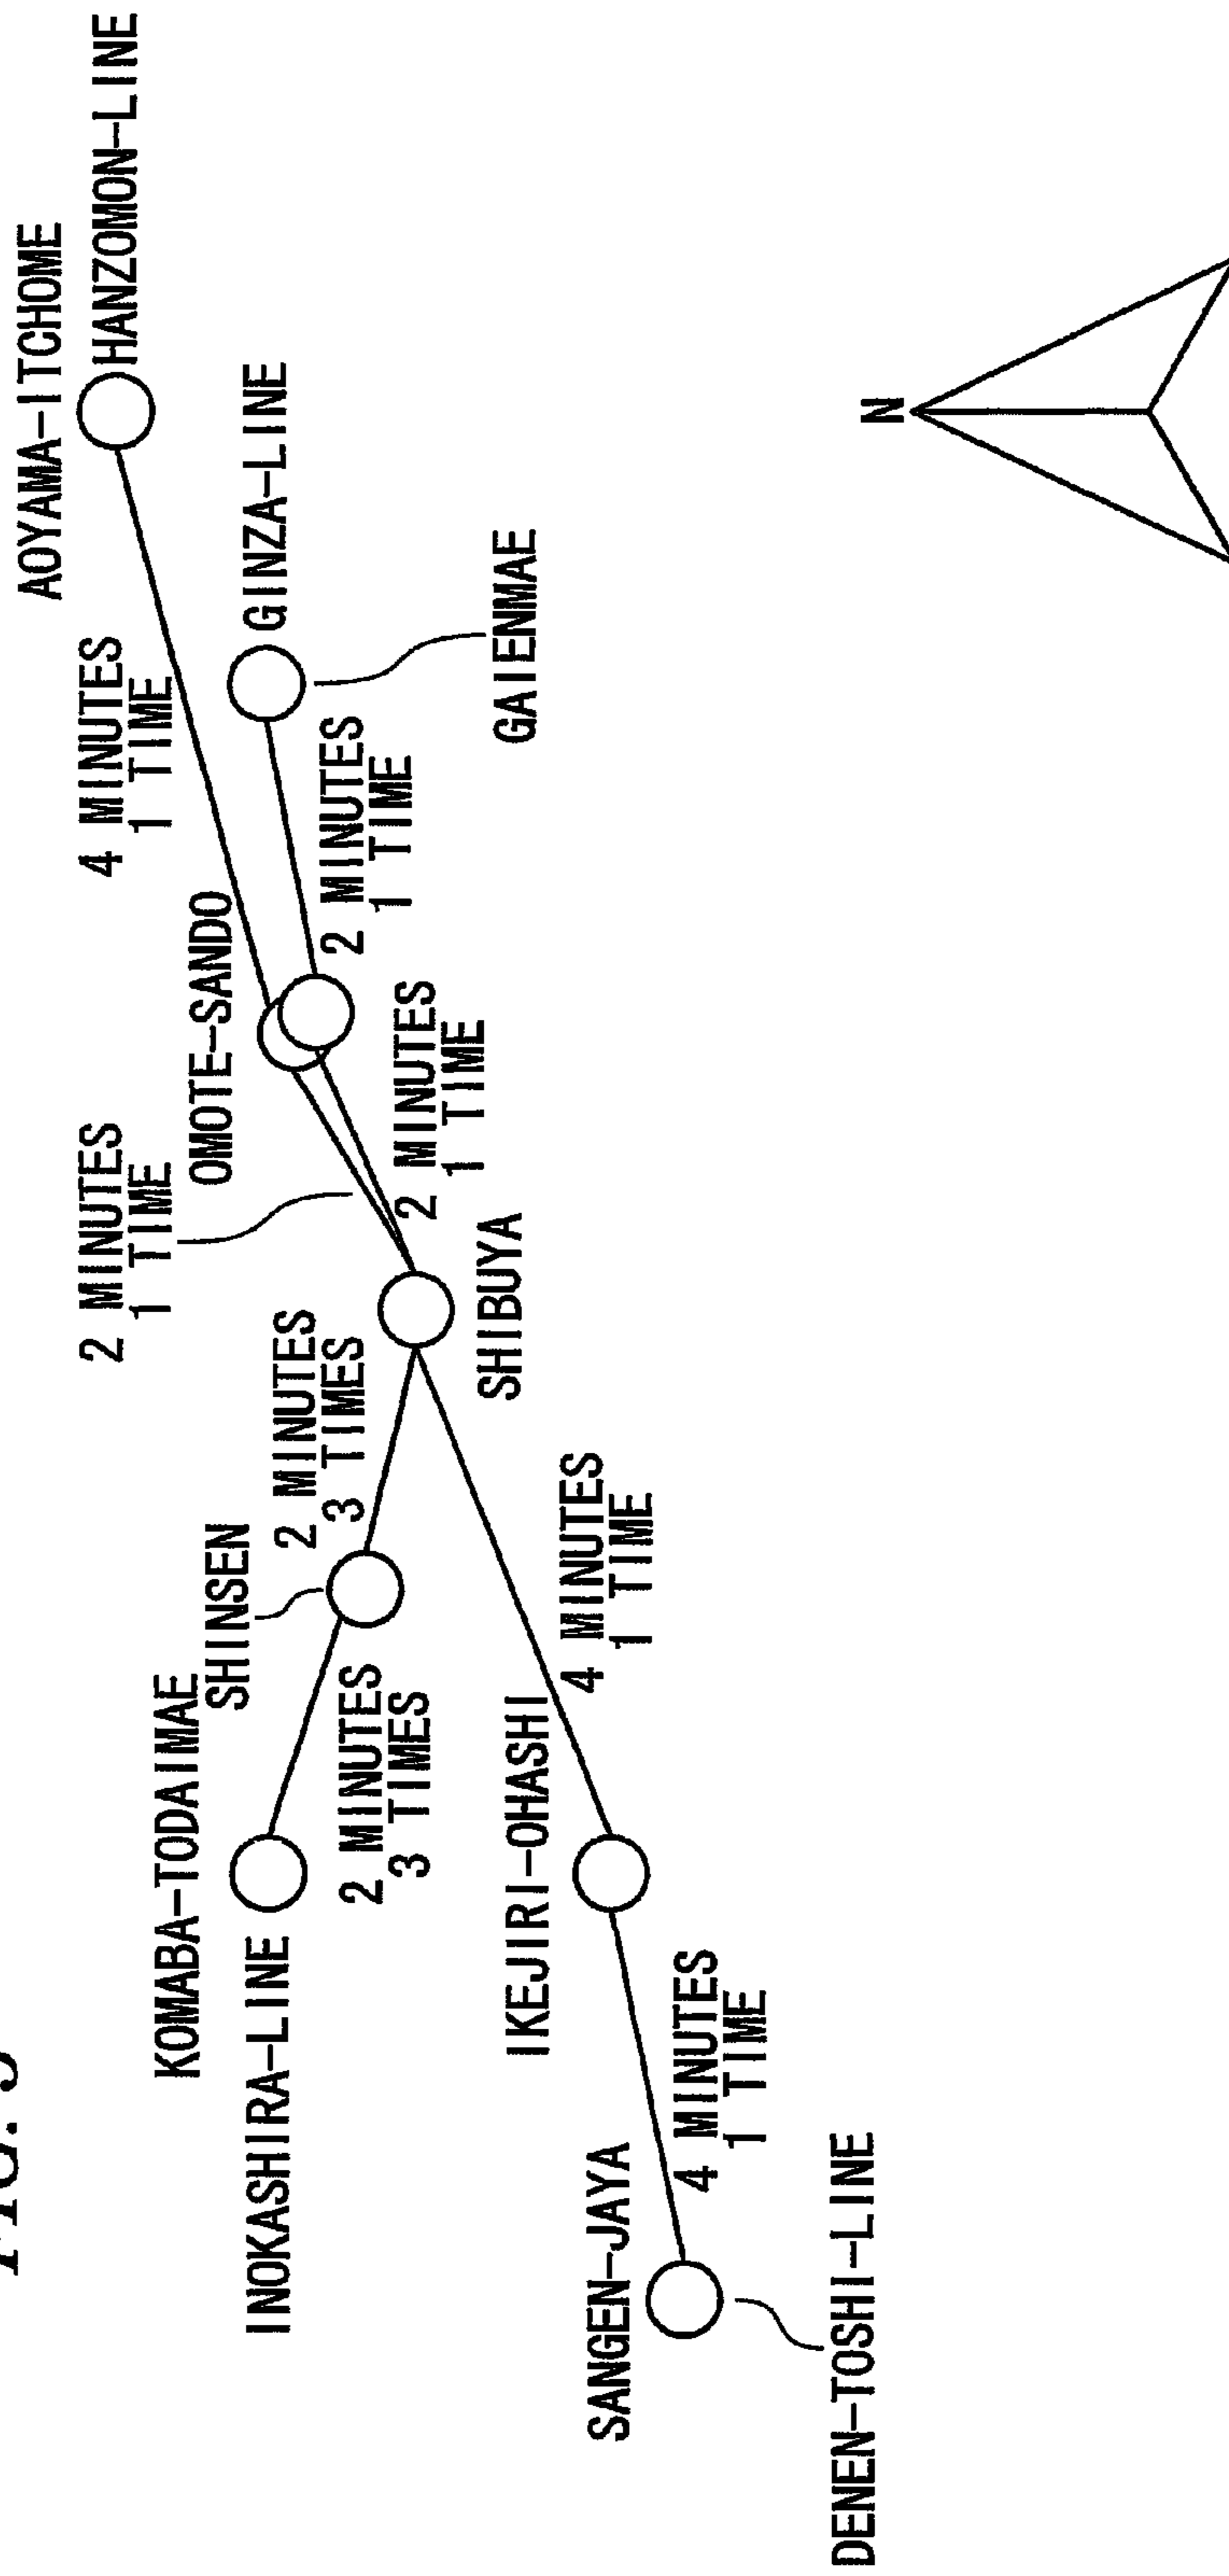 FIG. 5
AOYAMA-ITCHOME
HANZOMON-LINE
4 MINUTES
1 TIME
GINZA-LINE
GAIENMAE
2 MINUTES
1 TIME
OMOTE-SANDO
2 MINUTES
1 TIME
2 MINUTES
1 TIME
SHIBUYA
2 MINUTES
3 TIMES
SHINSEN
KOMABA-TODAIMAE
2 MINUTES
3 TIMES
INOKASHIRA-LINE
4 MINUTES
1 TIME
IKEJIRI-OHASHI
4 MINUTES
1 TIME
SANGEN-JAYA
DENEN-TOSHI-LINE
N